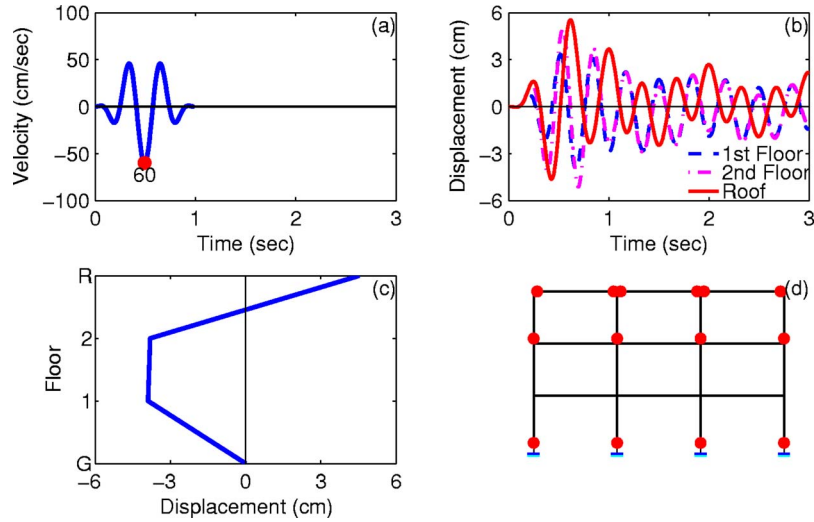 (a)
100
50
0
−50
−100
Velocity (cm/sec)
60
0
1
2
3
Time (sec)
(b)
6
3
0
−3
−6
Displacement (cm)
1st Floor
2nd Floor
Roof
0
1
2
3
Time (sec)
(c)
R
2
1
G
Floor
−6
−3
0
3
6
Displacement (cm)
(d)